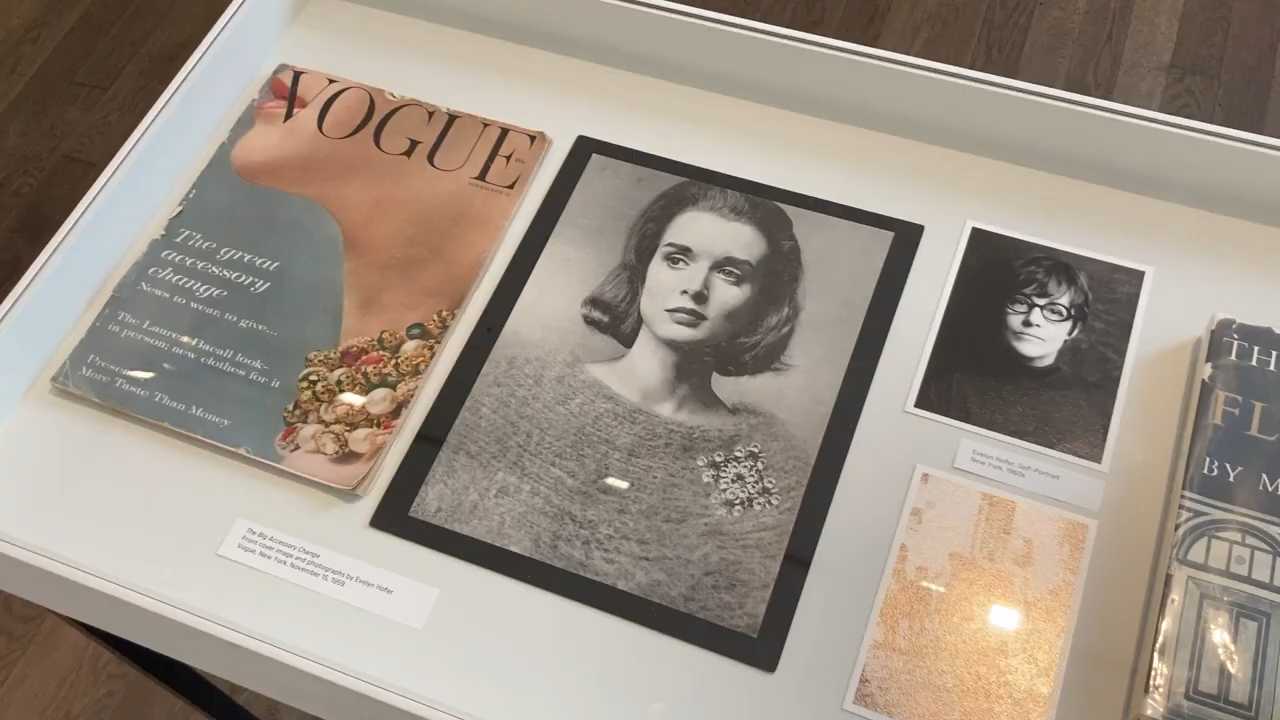 VOGUE
NOVEMBER 15
The great
accessory
change
News to wear, to give...
The Lauren Bacall look-
in person; new clothes for it
More Taste Than Money
The Big Accessory Change
Front cover image and photographs by Evelyn Hofer
Vogue, New York, November 15, 1959
Evelyn Hofer, Self-Portrait
New York, 1960s
TH
FL
BY M